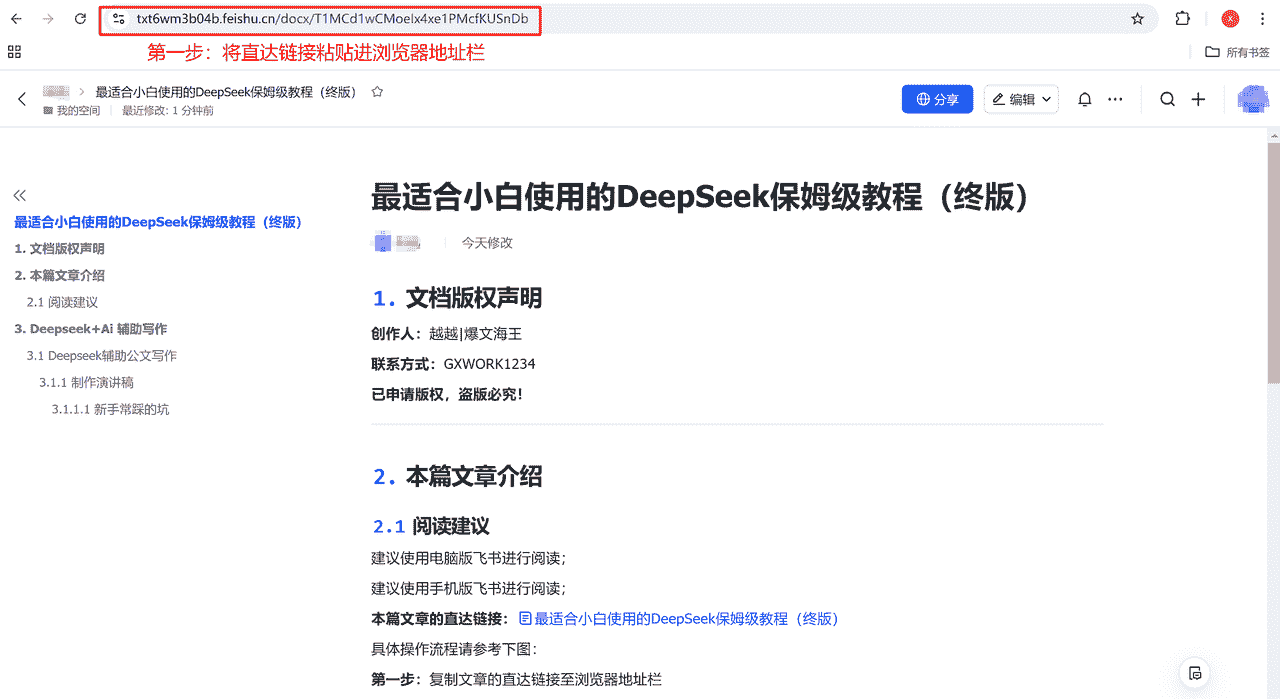 txt6wm3b04b.feishu.cn/docx/T1MCd1wCMoelx4xe1PMcfKUSnDb
第一步：将直达链接粘贴进浏览器地址栏
所有书签
最适合小白使用的DeepSeek保姆级教程（终版）
我的空间 最近修改: 1 分钟前
分享
编辑
最适合小白使用的DeepSeek保姆级教程（终版）
1. 文档版权声明
2. 本篇文章介绍
2.1 阅读建议
3. Deepseek+Ai 辅助写作
3.1 Deepseek辅助公文写作
3.1.1 制作演讲稿
3.1.1.1 新手常踩的坑
最适合小白使用的DeepSeek保姆级教程（终版）
今天修改
1. 文档版权声明
创作人：越越|爆文海王
联系方式：GXWORK1234
已申请版权，盗版必究！
2. 本篇文章介绍
2.1 阅读建议
建议使用电脑版飞书进行阅读；
建议使用手机版飞书进行阅读；
本篇文章的直达链接：最适合小白使用的DeepSeek保姆级教程（终版）
具体操作流程请参考下图：
第一步：复制文章的直达链接至浏览器地址栏